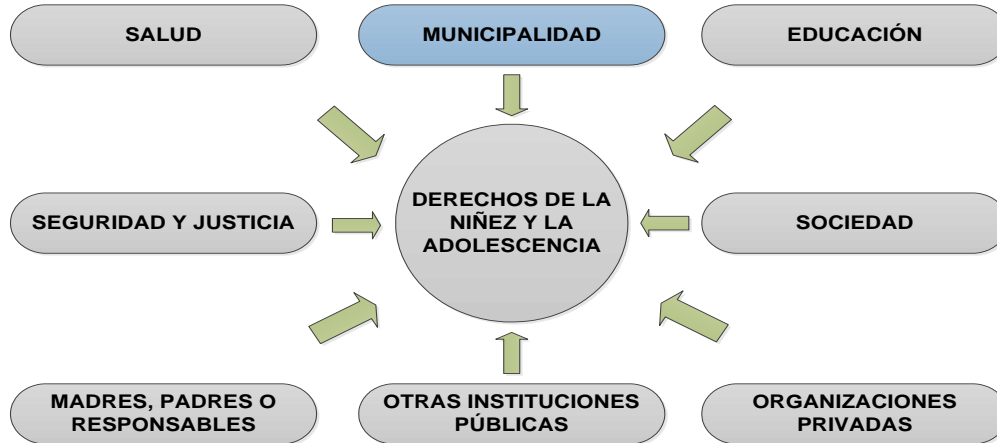 SALUD
MUNICIPALIDAD
EDUCACIÓN
DERECHOS DE LA
NIÑEZ Y LA
ADOLESCENCIA
SEGURIDAD Y JUSTICIA
SOCIEDAD
MADRES, PADRES O
RESPONSABLES
OTRAS INSTITUCIONES
PÚBLICAS
ORGANIZACIONES
PRIVADAS